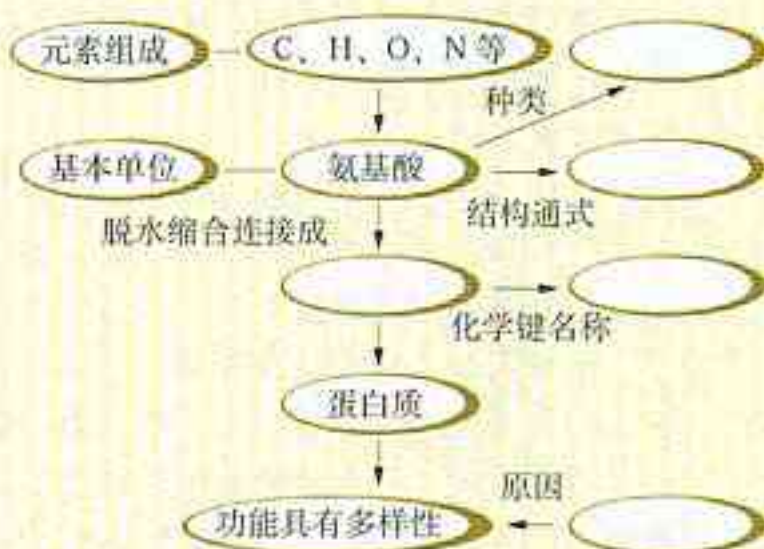 元素组成
C、H、O、N 等
种类
基本单位
氨基酸
脱水缩合连接成
结构通式
化学键名称
蛋白质
原因
功能具有多样性